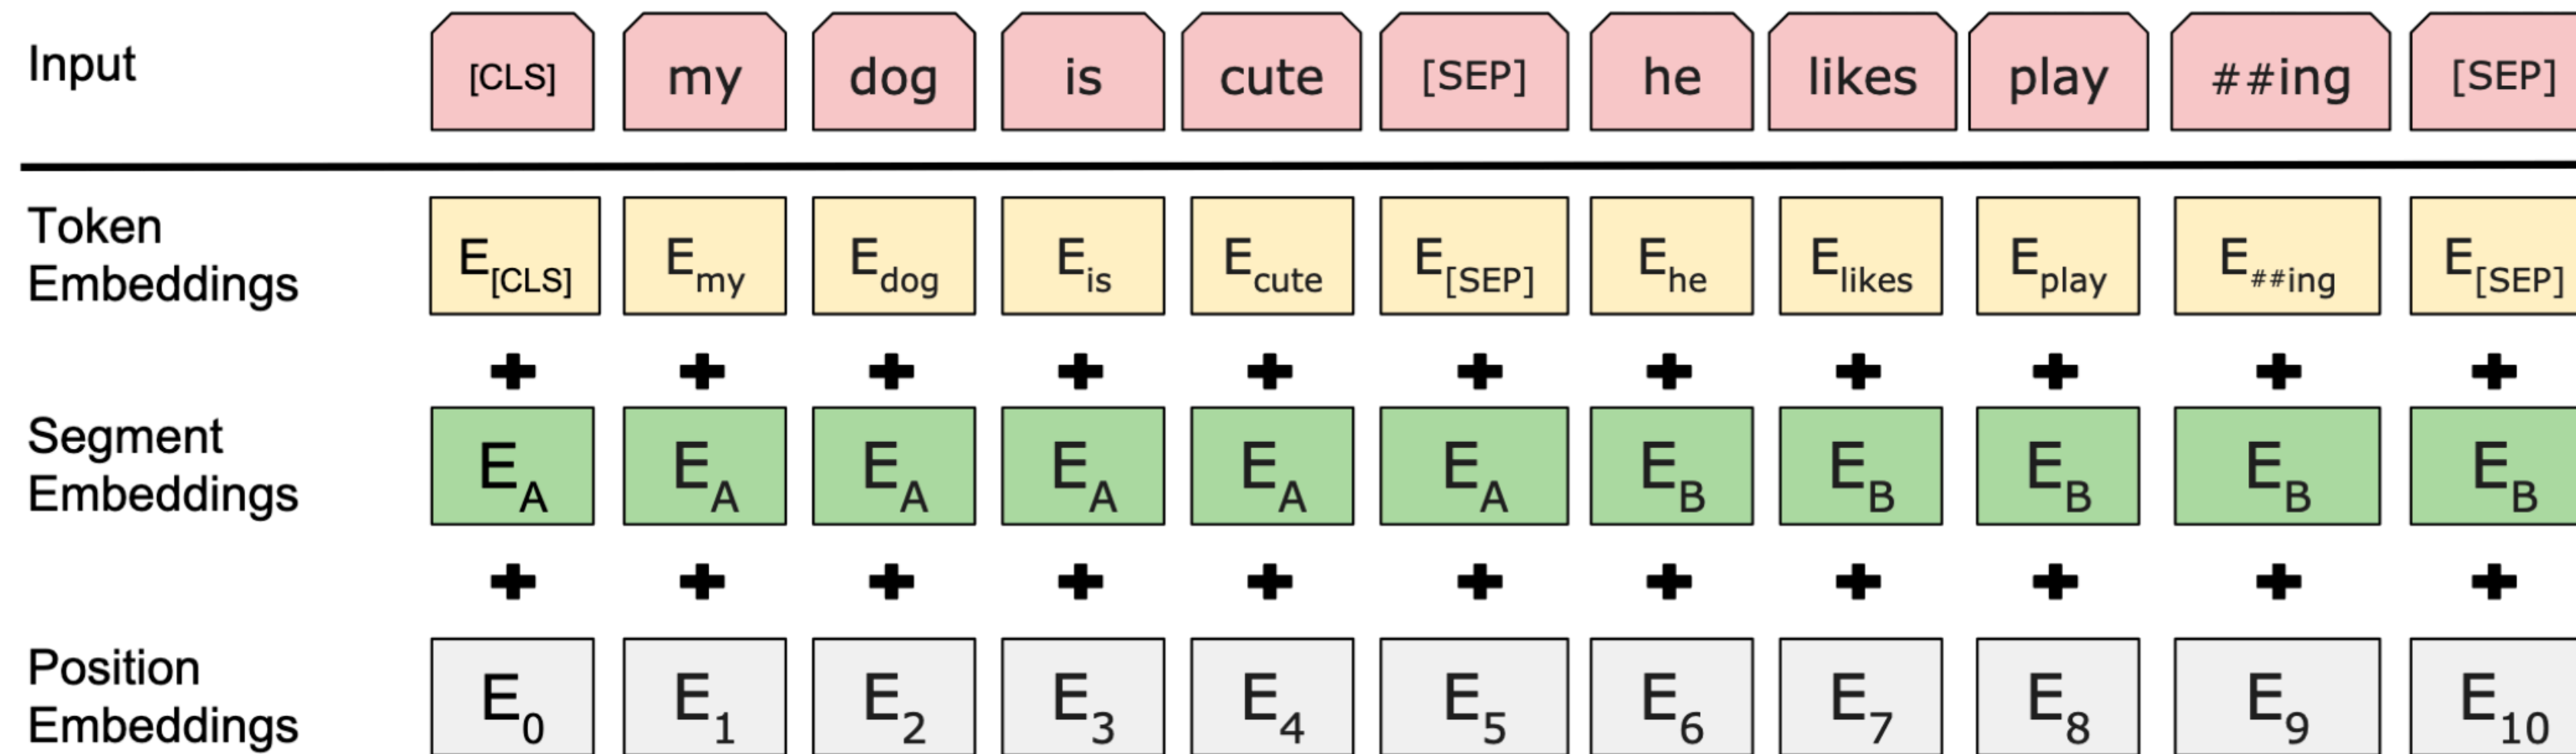 Input [CLS] my dog is cute [SEP] he likes play ##ing [SEP]
Token
Embeddings E[CLS] Emy Edog Eis Ecute E[SEP] Ehe Elikes Eplay E##ing E[SEP]
+ + + + + + + + + + +
Segment
Embeddings EA EA EA EA EA EA EB EB EB EB EB
+ + + + + + + + + + +
Position
Embeddings E0 E1 E2 E3 E4 E5 E6 E7 E8 E9 E10